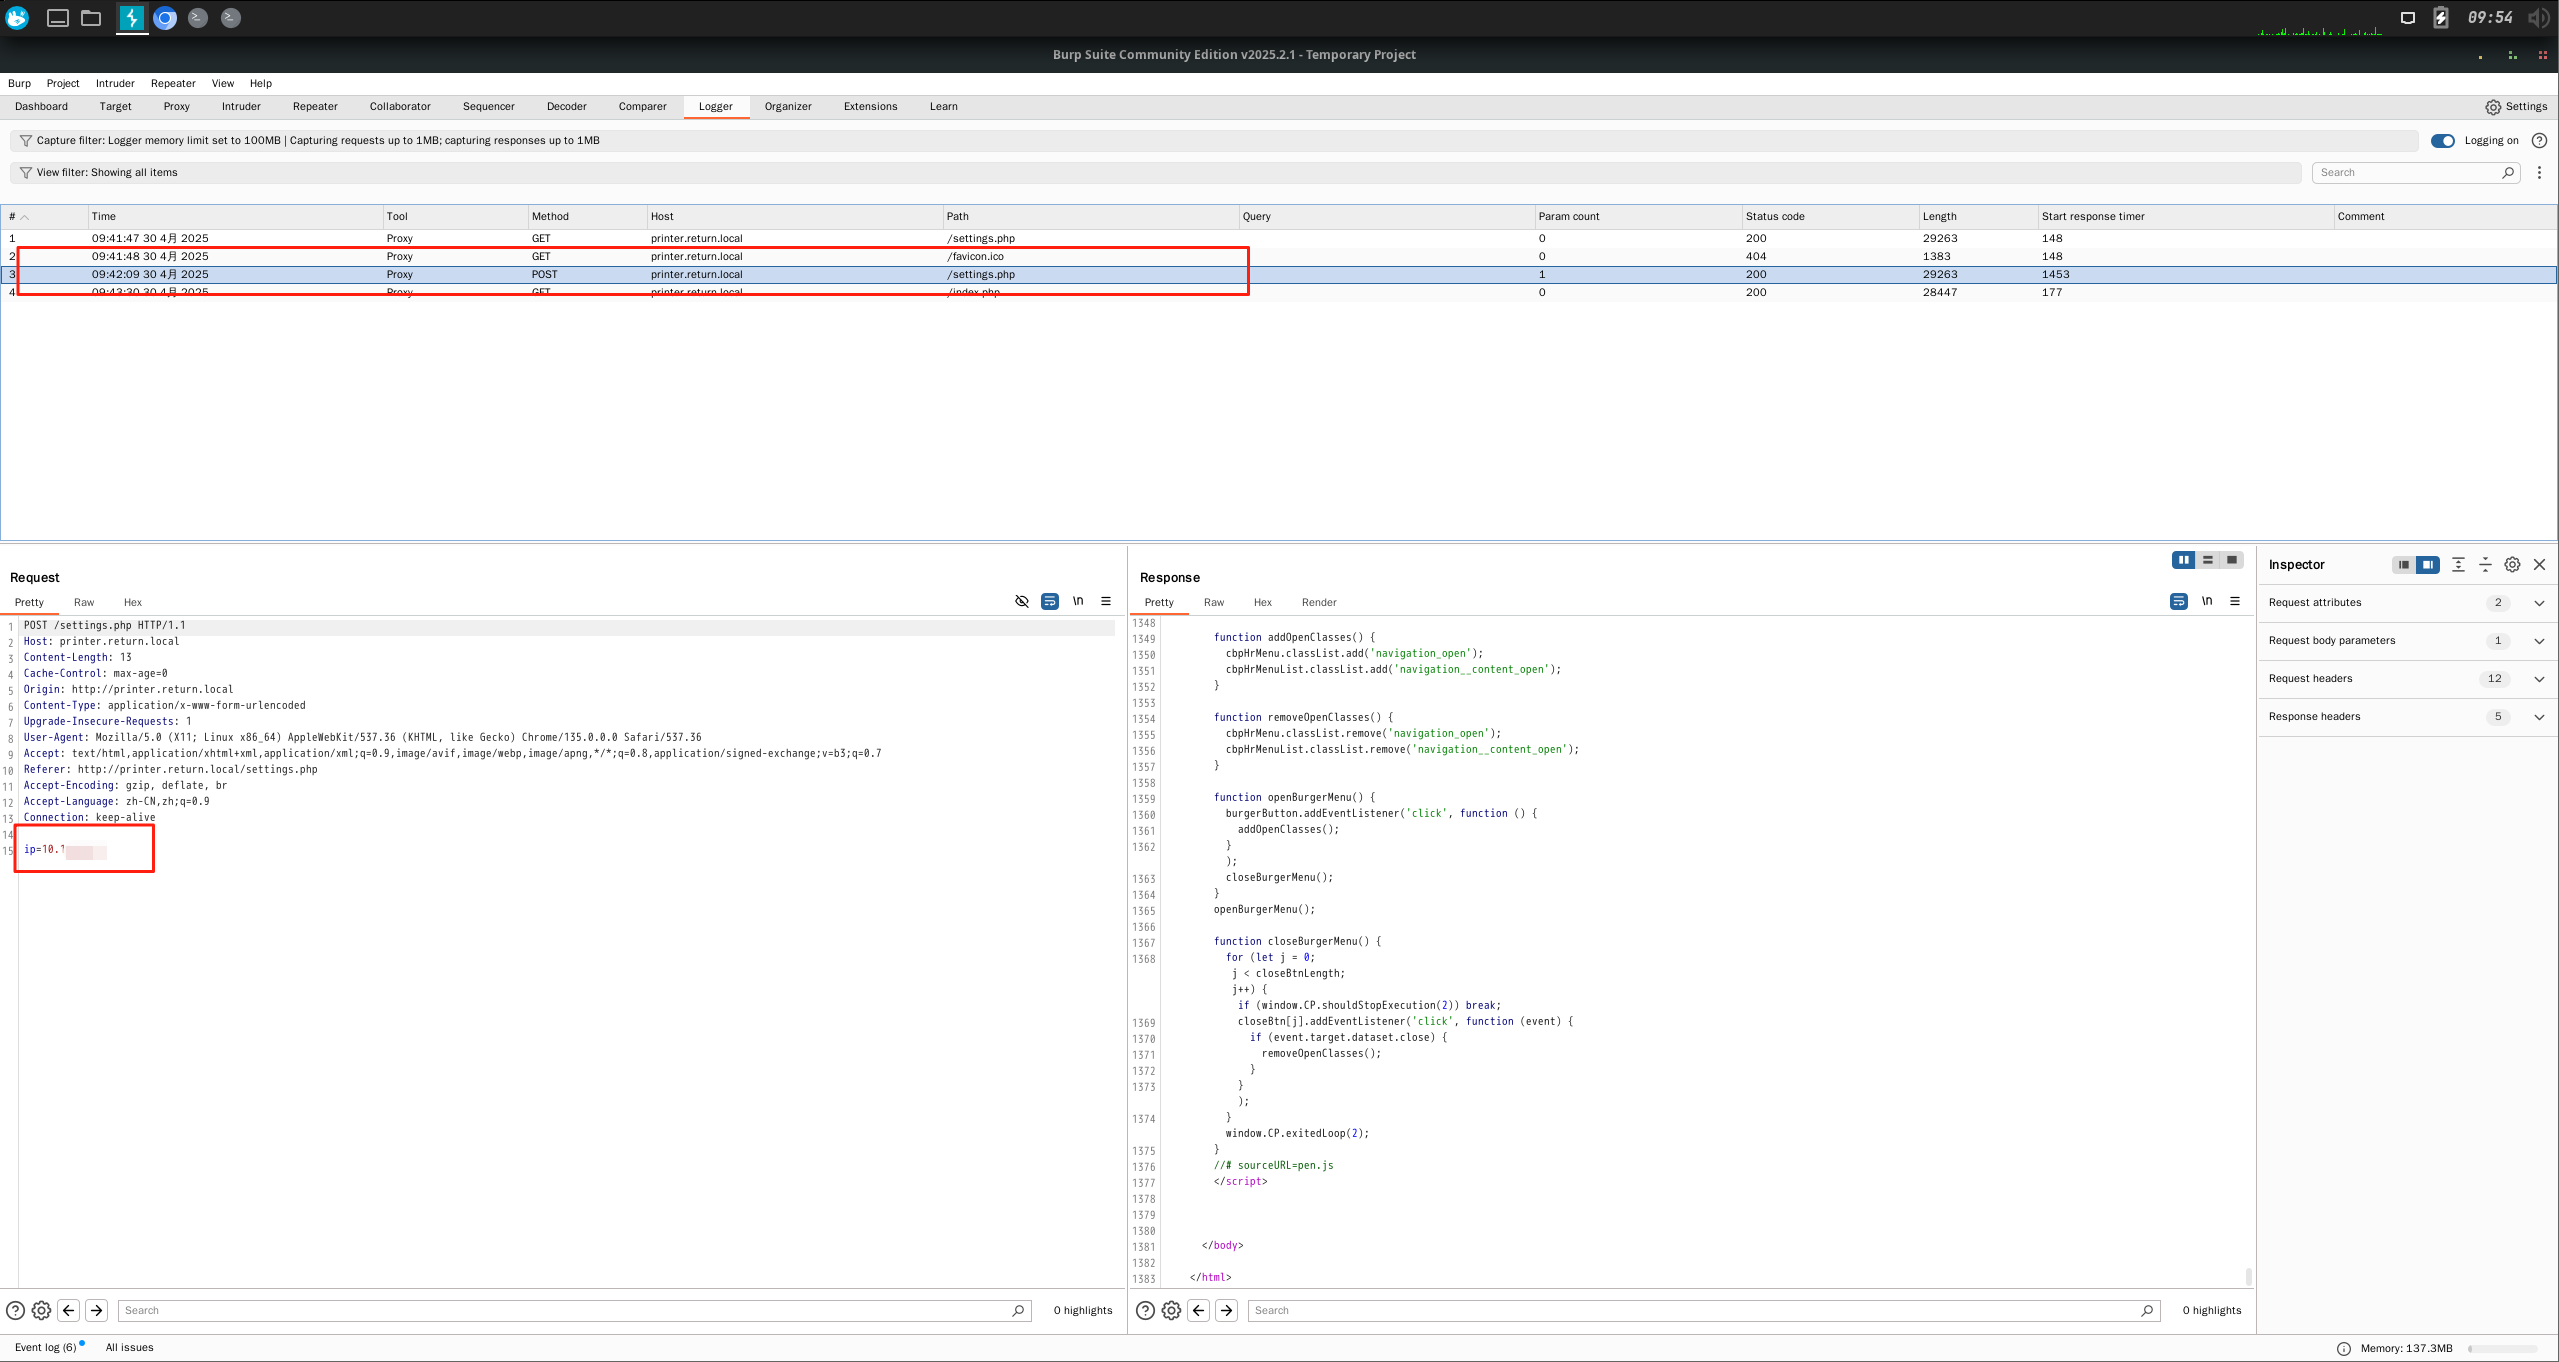 09:54
Burp Suite Community Edition v2025.2.1 - Temporary Project
Burp Project Intruder Repeater View Help
Dashboard Target Proxy Intruder Repeater Collaborator Sequencer Decoder Comparer Logger Organizer Extensions Learn Settings
Capture filter: Logger memory limit set to 100MB | Capturing requests up to 1MB; capturing responses up to 1MB Logging on
View filter: Showing all items Search
# Time Tool Method Host Path Query Param count Status code Length Start response timer Comment
1 09:41:47 30 4月 2025 Proxy GET printer.return.local /settings.php 0 200 29263 148
2 09:41:48 30 4月 2025 Proxy GET printer.return.local /favicon.ico 0 404 1383 148
3 09:42:09 30 4月 2025 Proxy POST printer.return.local /settings.php 1 200 29263 1453
4 09:43:30 30 4月 2025 Proxy GET printer.return.local /index.php 0 200 28447 177
Request
Pretty Raw Hex \n
1 POST /settings.php HTTP/1.1
2 Host: printer.return.local
3 Content-Length: 13
4 Cache-Control: max-age=0
5 Origin: http://printer.return.local
6 Content-Type: application/x-www-form-urlencoded
7 Upgrade-Insecure-Requests: 1
8 User-Agent: Mozilla/5.0 (X11; Linux x86_64) AppleWebKit/537.36 (KHTML, like Gecko) Chrome/135.0.0.0 Safari/537.36
9 Accept: text/html,application/xhtml+xml,application/xml;q=0.9,image/avif,image/webp,image/apng,*/*;q=0.8,application/signed-exchange;v=b3;q=0.7
10 Referer: http://printer.return.local/settings.php
11 Accept-Encoding: gzip, deflate, br
12 Accept-Language: zh-CN,zh;q=0.9
13 Connection: keep-alive
14
15 ip=10.1
Search 0 highlights
Response
Pretty Raw Hex Render \n
1348
1349 function addOpenClasses() {
1350 cbpHrMenu.classList.add('navigation_open');
1351 cbpHrMenuList.classList.add('navigation__content_open');
1352 }
1353
1354 function removeOpenClasses() {
1355 cbpHrMenu.classList.remove('navigation_open');
1356 cbpHrMenuList.classList.remove('navigation__content_open');
1357 }
1358
1359 function openBurgerMenu() {
1360 burgerButton.addEventListener('click', function () {
1361 addOpenClasses();
1362 }
);
1363 closeBurgerMenu();
1364 }
1365 openBurgerMenu();
1366
1367 function closeBurgerMenu() {
1368 for (let j = 0;
j < closeBtnLength;
j++) {
if (window.CP.shouldStopExecution(2)) break;
1369 closeBtn[j].addEventListener('click', function (event) {
1370 if (event.target.dataset.close) {
1371 removeOpenClasses();
1372 }
1373 }
);
1374 }
window.CP.exitedLoop(2);
1375 }
1376 //# sourceURL=pen.js
1377 </script>
1378
1379
1380
1381 </body>
1382
1383 </html>
Search 0 highlights
Inspector
Request attributes 2
Request body parameters 1
Request headers 12
Response headers 5
Event log (6) All issues Memory: 137.3MB